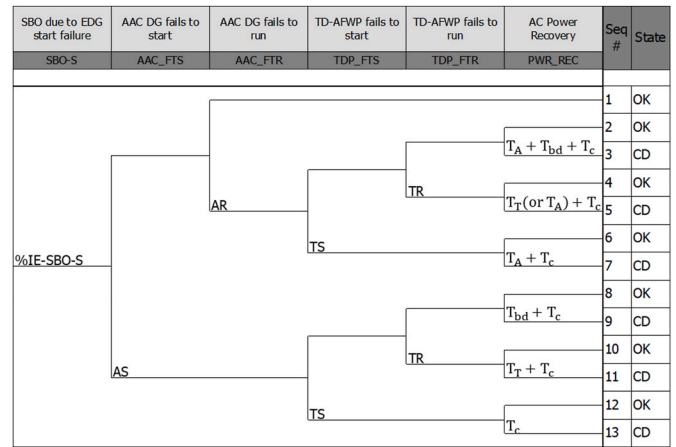 SBO due to EDG
start failure
AAC DG fails to
start
AAC DG fails to
run
TD-AFWP fails to
start
TD-AFWP fails to
run
AC Power
Recovery
Seq
#
State
SBO-S
AAC_FTS
AAC_FTR
TDP_FTS
TDP_FTR
PWR_REC
1 OK
2 OK
T_A + T_bd + T_c
3 CD
4 OK
TR
AR
T_T(or T_A) + T_c
5 CD
6 OK
TS
%IE-SBO-S
T_A + T_c
7 CD
8 OK
T_bd + T_c
9 CD
10 OK
TR
AS
T_T + T_c
11 CD
12 OK
TS
T_c
13 CD